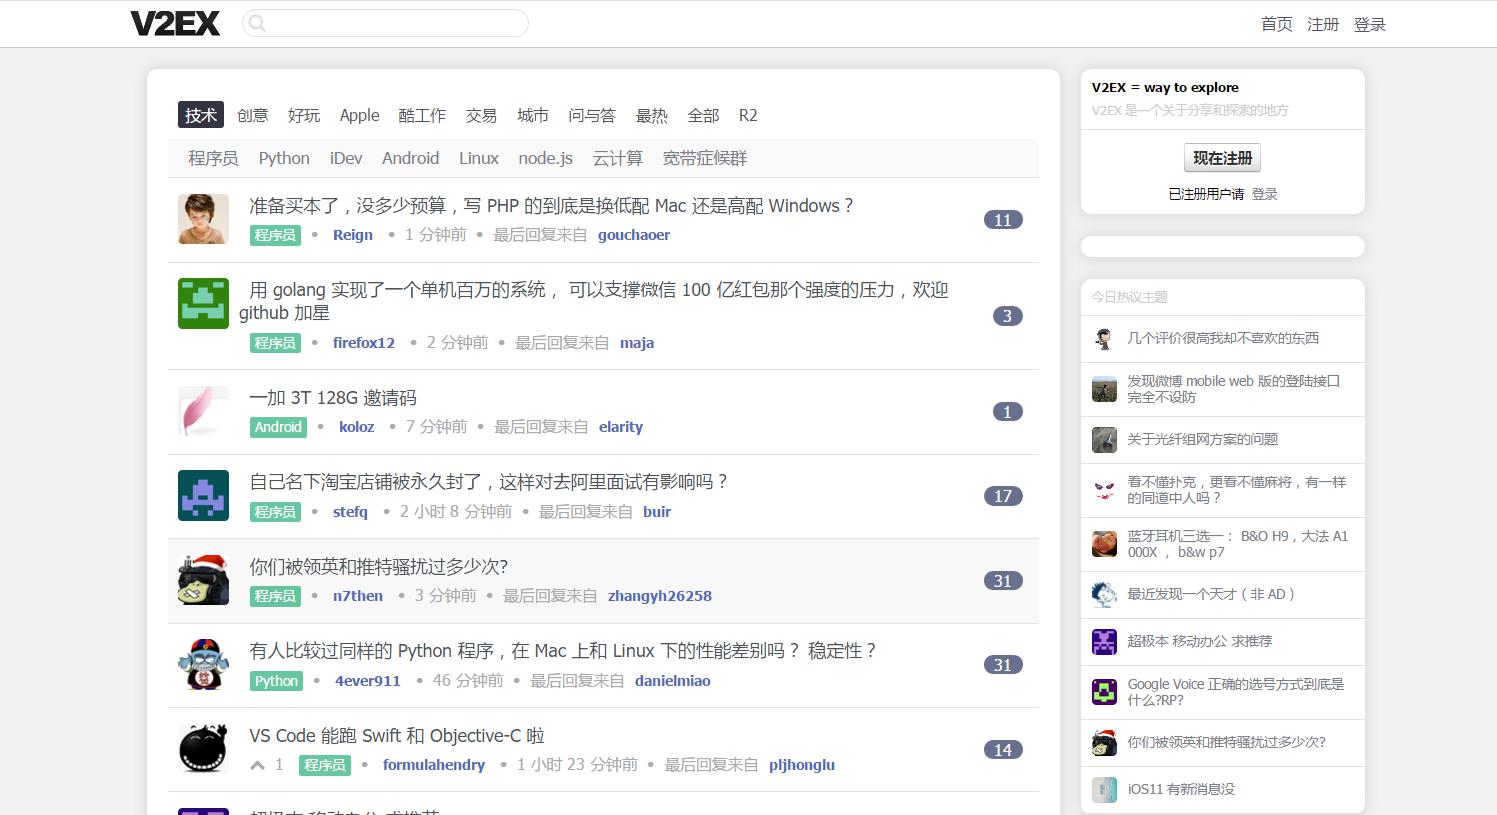 V2EX
首页 注册 登录
技术 创意 好玩 Apple 酷工作 交易 城市 问与答 最热 全部 R2
程序员 Python iDev Android Linux node.js 云计算 宽带症候群
准备买本了，没多少预算，写 PHP 的到底是换低配 Mac 还是高配 Windows？
程序员 • Reign • 1 分钟前 • 最后回复来自 gouchaoer
11
用 golang 实现了一个单机百万的系统， 可以支撑微信 100 亿红包那个强度的压力，欢迎
github 加星
程序员 • firefox12 • 2 分钟前 • 最后回复来自 maja
3
一加 3T 128G 邀请码
Android • koloz • 7 分钟前 • 最后回复来自 elarity
1
自己名下淘宝店铺被永久封了，这样对去阿里面试有影响吗？
程序员 • stefq • 2 小时 8 分钟前 • 最后回复来自 buir
17
你们被领英和推特骚扰过多少次?
程序员 • n7then • 3 分钟前 • 最后回复来自 zhangyh26258
31
有人比较过同样的 Python 程序，在 Mac 上和 Linux 下的性能差别吗？ 稳定性？
Python • 4ever911 • 46 分钟前 • 最后回复来自 danielmiao
31
VS Code 能跑 Swift 和 Objective-C 啦
1 程序员 • formulahendry • 1 小时 23 分钟前 • 最后回复来自 pljhonglu
14
超极本 移动办公 求推荐
V2EX = way to explore
V2EX 是一个关于分享和探索的地方
现在注册
已注册用户请 登录
今日热议主题
几个评价很高我却不喜欢的东西
发现微博 mobile web 版的登陆接口
完全不设防
关于光纤组网方案的问题
看不懂扑克，更看不懂麻将，有一样
的同道中人吗？
蓝牙耳机三选一： B&O H9，大法 A1
000X ， b&w p7
最近发现一个天才（非 AD）
超极本 移动办公 求推荐
Google Voice 正确的选号方式到底是
什么?RP?
你们被领英和推特骚扰过多少次?
iOS11 有新消息没